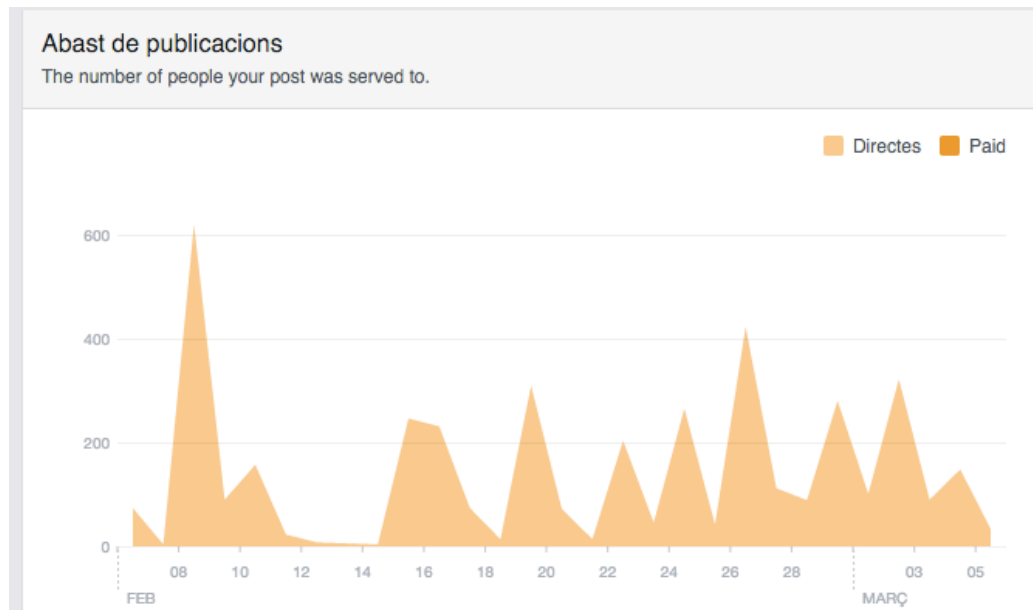 Abast de publicacions
The number of people your post was served to.
Directes Paid
600
400
200
0
08 10 12 14 16 18 20 22 24 26 28 03 05
FEB MARÇ